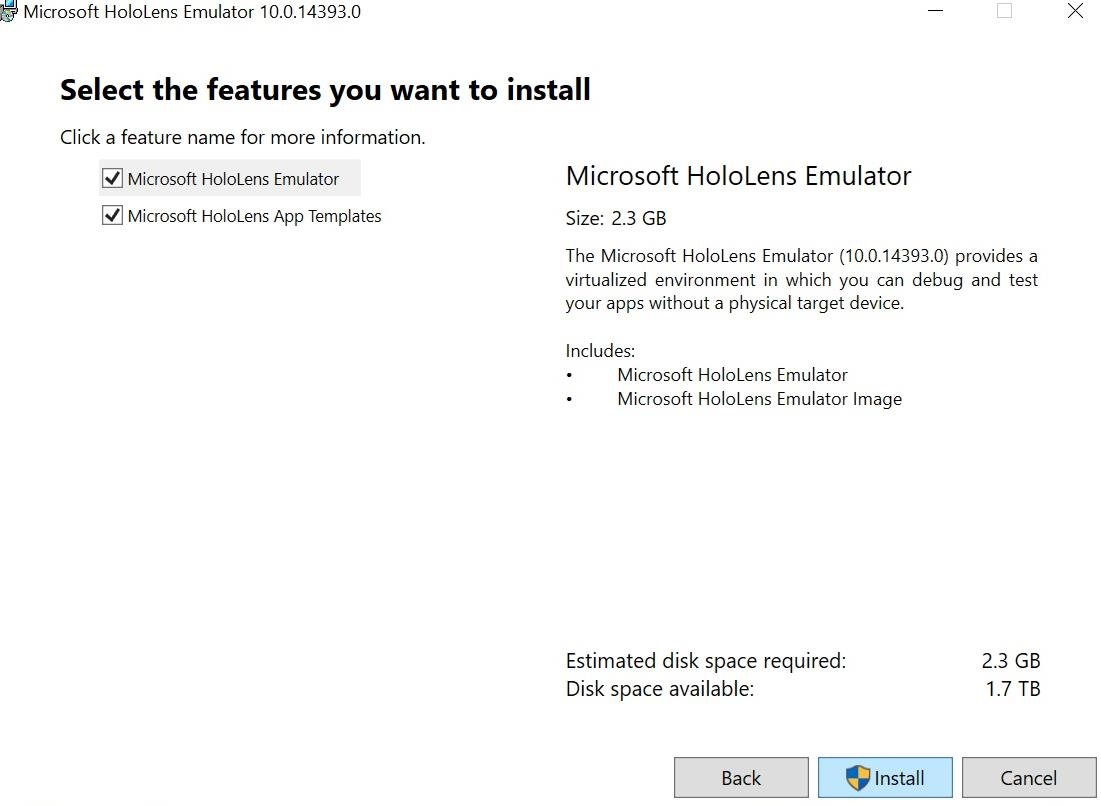 Microsoft HoloLens Emulator 10.0.14393.0
Select the features you want to install
Click a feature name for more information.
Microsoft HoloLens Emulator
Microsoft HoloLens App Templates
Microsoft HoloLens Emulator
Size: 2.3 GB
The Microsoft HoloLens Emulator (10.0.14393.0) provides a
virtualized environment in which you can debug and test
your apps without a physical target device.
Includes:
• Microsoft HoloLens Emulator
• Microsoft HoloLens Emulator Image
Estimated disk space required: 2.3 GB
Disk space available: 1.7 TB
Back Install Cancel